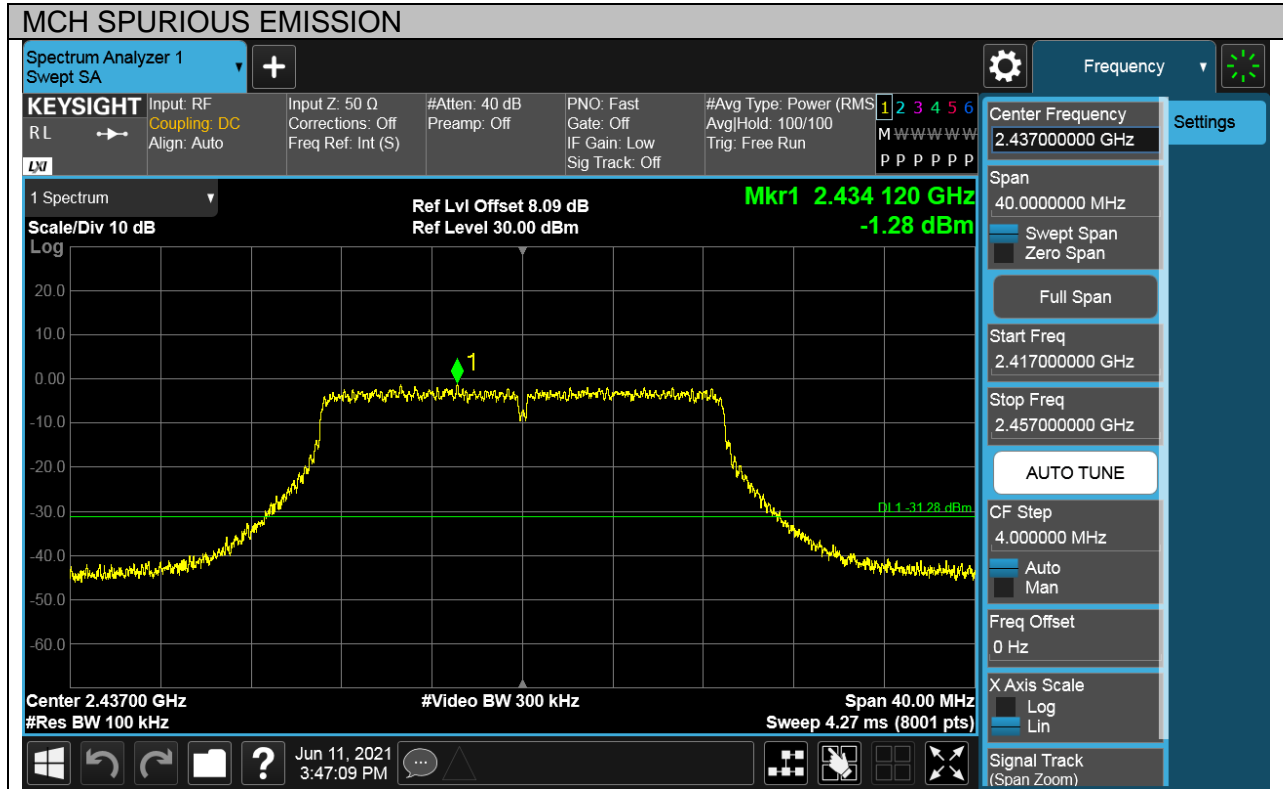 MCH SPURIOUS EMISSION
Spectrum Analyzer 1
Swept SA
+
Frequency
KEYSIGHT
RL
LXI
Input: RF
Coupling: DC
Align: Auto
Input Z: 50 Ω
Corrections: Off
Freq Ref: Int (S)
#Atten: 40 dB
Preamp: Off
PNO: Fast
Gate: Off
IF Gain: Low
Sig Track: Off
#Avg Type: Power (RMS
Avg|Hold: 100/100
Trig: Free Run
1 2 3 4 5 6
M W W W W W
P P P P P P
1 Spectrum
Scale/Div 10 dB
Log
Ref Lvl Offset 8.09 dB
Ref Level 30.00 dBm
Mkr1 2.434 120 GHz
-1.28 dBm
20.0
10.0
0.00
-10.0
-20.0
-30.0
-40.0
-50.0
-60.0
1
DL1 -31.28 dBm
Center 2.43700 GHz
#Res BW 100 kHz
#Video BW 300 kHz
Span 40.00 MHz
Sweep 4.27 ms (8001 pts)
Center Frequency
2.437000000 GHz
Settings
Span
40.0000000 MHz
Swept Span
Zero Span
Full Span
Start Freq
2.417000000 GHz
Stop Freq
2.457000000 GHz
AUTO TUNE
CF Step
4.000000 MHz
Auto
Man
Freq Offset
0 Hz
X Axis Scale
Log
Lin
Signal Track
(Span Zoom)
?
Jun 11, 2021
3:47:09 PM